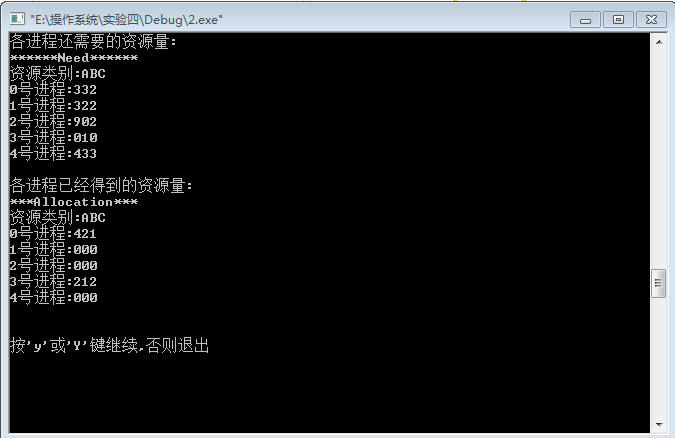 "E:\操作系统\实验四\Debug\2.exe"
各进程还需要的资源量:
******Need******
资源类别:ABC
0号进程:332
1号进程:322
2号进程:902
3号进程:010
4号进程:433
各进程已经得到的资源量:
***Allocation***
资源类别:ABC
0号进程:421
1号进程:000
2号进程:000
3号进程:212
4号进程:000
按'y'或'Y'键继续,否则退出